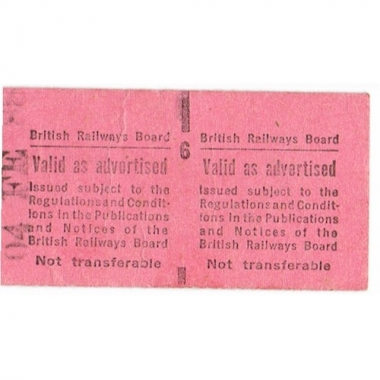 British Railways Board
Valid as advertised
Issued subject to the
Regulations and Condit-
ions in the Publications
and Notices of the
British Railways Board
Not transferable
6
British Railways Board
Valid as advertised
Issued subject to the
Regulations and Condit-
ions in the Publications
and Notices of the
British Railways Board
Not transferable
04 FE